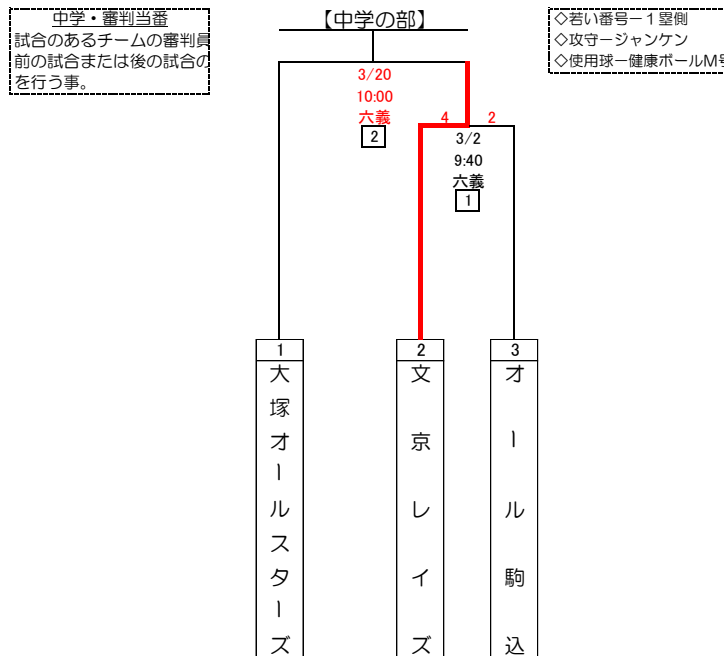 中学・審判当番
試合のあるチームの審判員
前の試合または後の試合の
を行う事。
【中学の部】
◇若い番号－１塁側
◇攻守－ジャンケン
◇使用球－健康ボールM号
3/20
10:00
六義
2
4
2
3/2
9:40
六義
1
1
2
3
大塚オールスターズ
文京レイズ
オール駒込